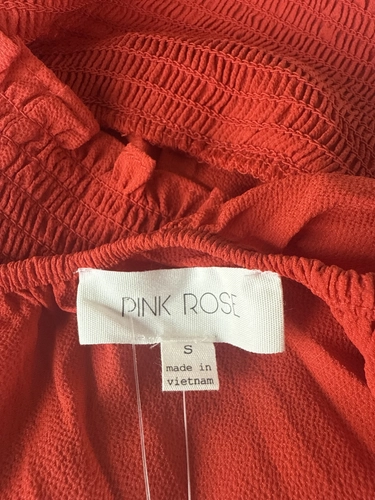 PINK ROSE
S
made in
vietnam